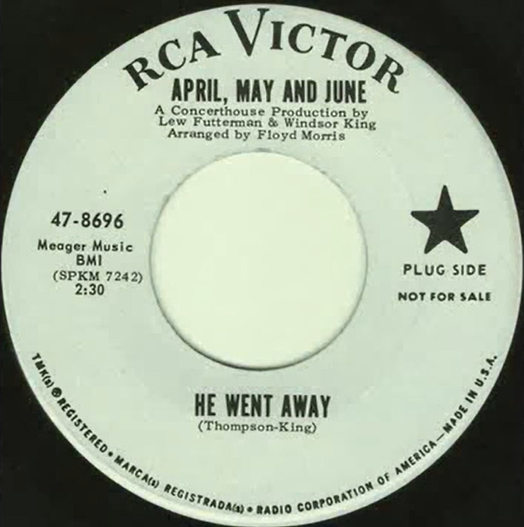 RCA VICTOR
APRIL, MAY AND JUNE
A Concerthouse Production by
Lew Futterman & Windsor King
Arranged by Floyd Morris
47-8696
Meager Music
BMI
(SPKM 7242)
2:30
PLUG SIDE
NOT FOR SALE
HE WENT AWAY
(Thompson-King)
TMK(s) ® REGISTERED • MARCA(s) REGISTRADA(s) • RADIO CORPORATION OF AMERICA—MADE IN U.S.A.